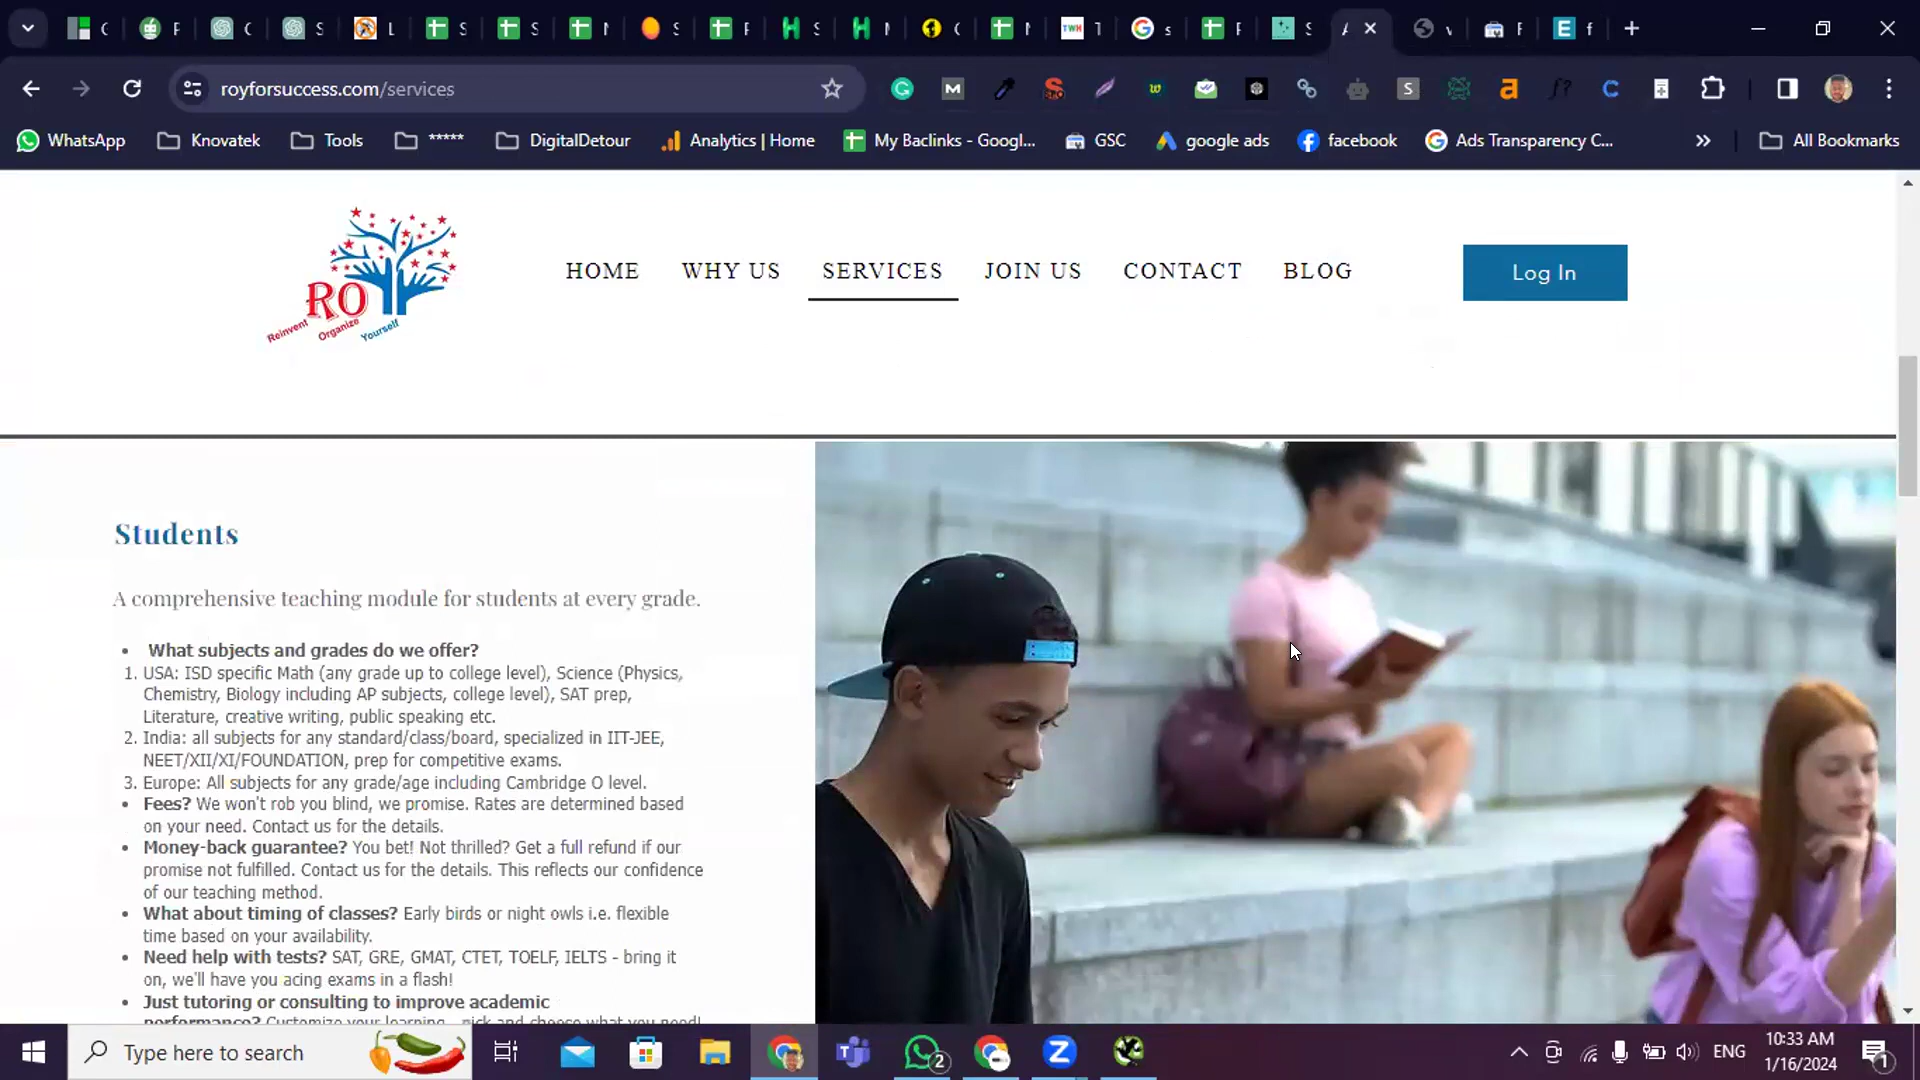 royforsuccess.com/services
WhatsApp
Knovatek
Tools
*****
DigitalDetour
Analytics | Home
My Baclinks - Googl...
GSC
google ads
facebook
Ads Transparency C...
All Bookmarks
ROY
Reinvent Organize Yourself
HOME
WHY US
SERVICES
JOIN US
CONTACT
BLOG
Log In
Students
A comprehensive teaching module for students at every grade.
• What subjects and grades do we offer?
1. USA: ISD specific Math (any grade up to college level), Science (Physics,
Chemistry, Biology including AP subjects, college level), SAT prep,
Literature, creative writing, public speaking etc.
2. India: all subjects for any standard/class/board, specialized in IIT-JEE,
NEET/XII/XI/FOUNDATION, prep for competitive exams.
3. Europe: All subjects for any grade/age including Cambridge O level.
• Fees? We won't rob you blind, we promise. Rates are determined based
on your need. Contact us for the details.
• Money-back guarantee? You bet! Not thrilled? Get a full refund if our
promise not fulfilled. Contact us for the details. This reflects our confidence
of our teaching method.
• What about timing of classes? Early birds or night owls i.e. flexible
time based on your availability.
• Need help with tests? SAT, GRE, GMAT, CTET, TOELF, IELTS - bring it
on, we'll have you acing exams in a flash!
• Just tutoring or consulting to improve academic
performance? Customize your learning - pick and choose what you need!
Type here to search
2
ENG
10:33 AM
1/16/2024
1